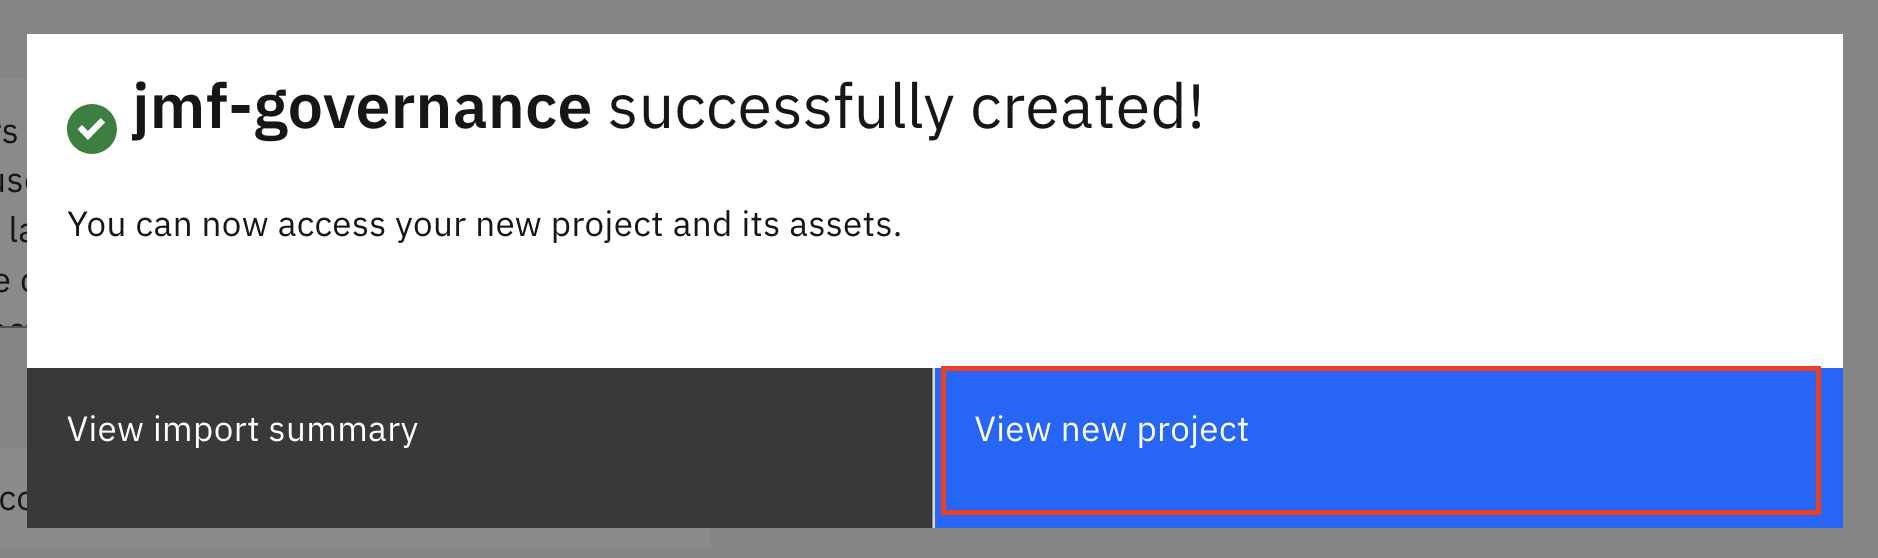 jmf-governance successfully created!
You can now access your new project and its assets.
View import summary
View new project